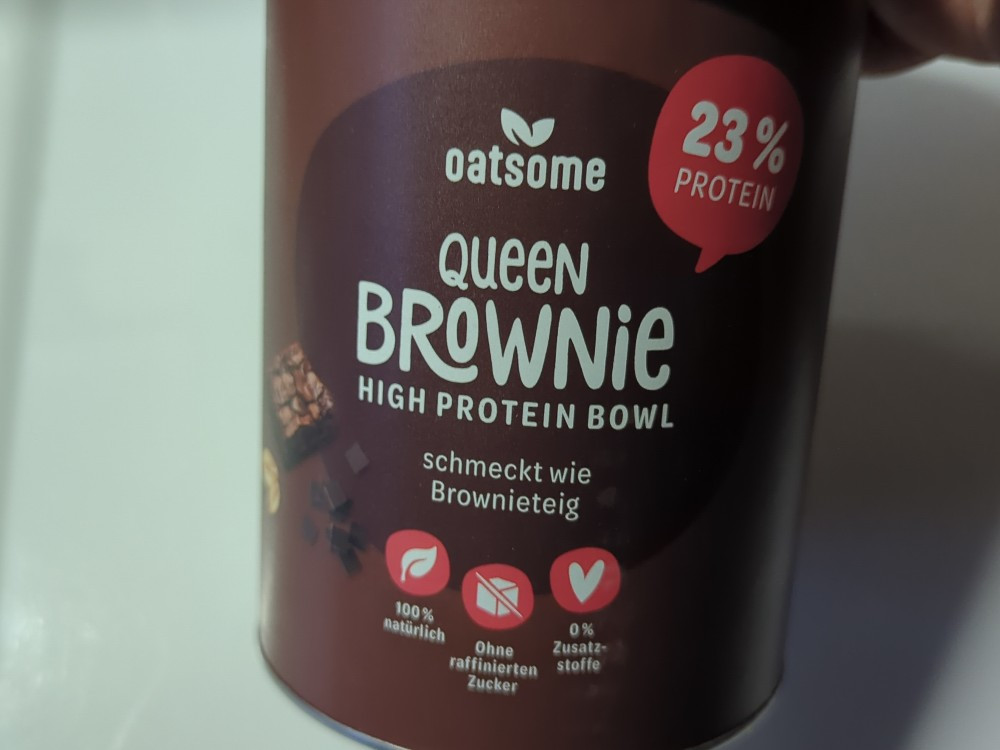 oatsome
23%
PROTEIN
Queen
BROWNie
HIGH PROTEIN BOWL
schmeckt wie
Brownieteig
100%
natürlich
Ohne
raffinierten
Zucker
0%
Zusatz-
stoffe